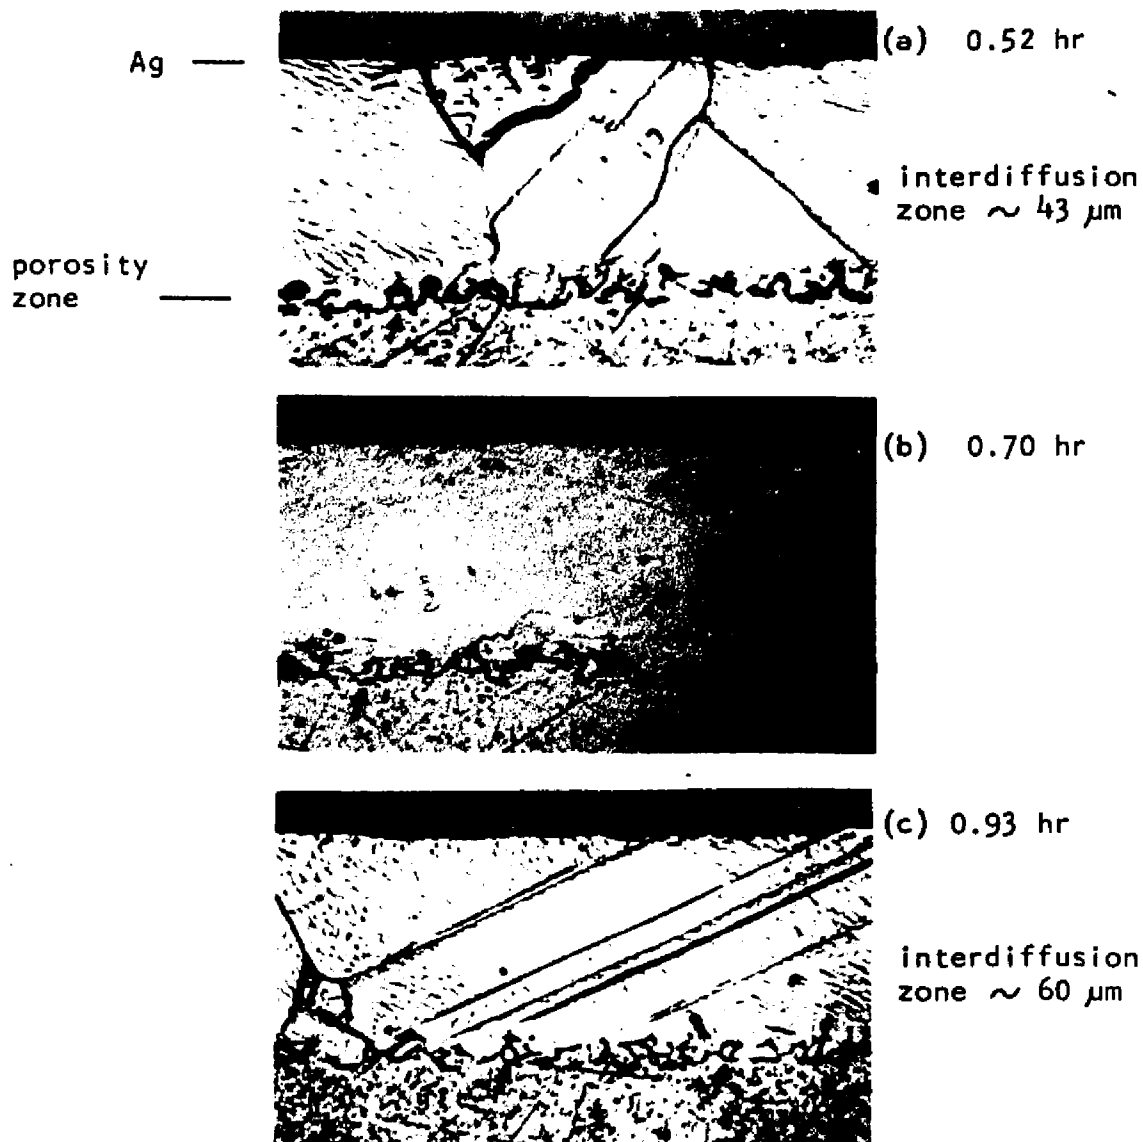 (a) 0.52 hr
Ag
interdiffusion
zone ~ 43 μm
porosity
zone
(b) 0.70 hr
(c) 0.93 hr
interdiffusion
zone ~ 60 μm